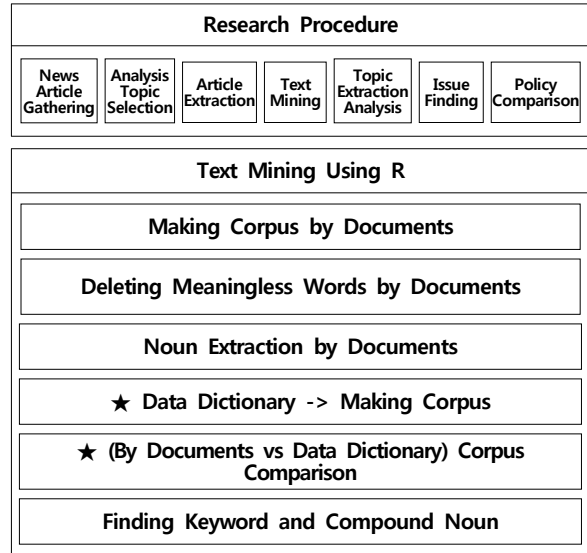 Research Procedure
News
Article
Gathering
Analysis
Topic
Selection
Article
Extraction
Text
Mining
Topic
Extraction
Analysis
Issue
Finding
Policy
Comparison
Text Mining Using R
Making Corpus by Documents
Deleting Meaningless Words by Documents
Noun Extraction by Documents
★ Data Dictionary -> Making Corpus
★ (By Documents vs Data Dictionary) Corpus
Comparison
Finding Keyword and Compound Noun